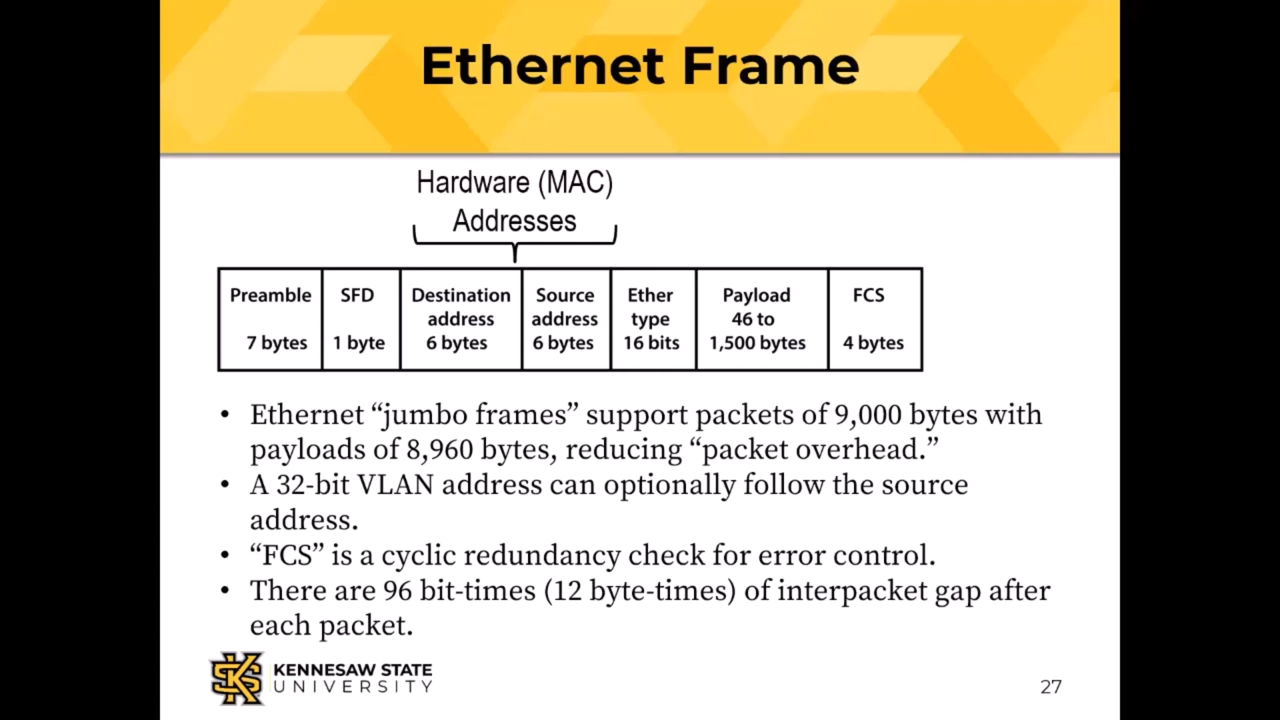 Ethernet Frame
Hardware (MAC)
Addresses
Preamble
7 bytes
SFD
1 byte
Destination
address
6 bytes
Source
address
6 bytes
Ether
type
16 bits
Payload
46 to
1,500 bytes
FCS
4 bytes
• Ethernet “jumbo frames” support packets of 9,000 bytes with
payloads of 8,960 bytes, reducing “packet overhead.”
• A 32-bit VLAN address can optionally follow the source
address.
• “FCS” is a cyclic redundancy check for error control.
• There are 96 bit-times (12 byte-times) of interpacket gap after
each packet.
KENNESAW STATE
UNIVERSITY
27